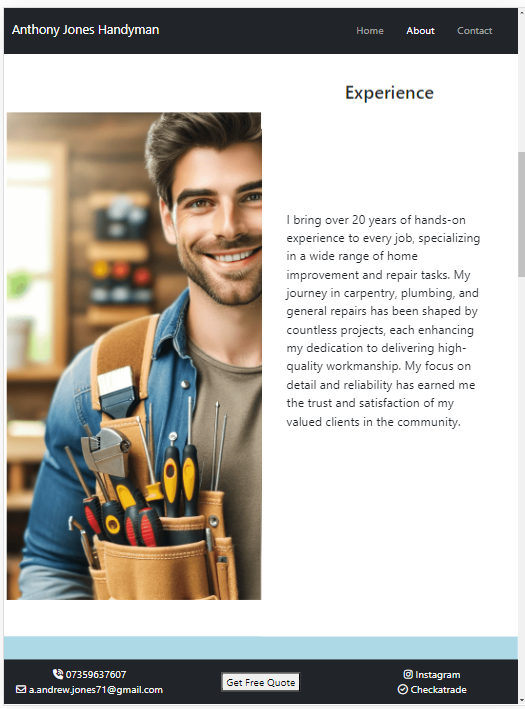 Anthony Jones Handyman
Home About Contact
Experience
I bring over 20 years of hands-on
experience to every job, specializing
in a wide range of home
improvement and repair tasks. My
journey in carpentry, plumbing, and
general repairs has been shaped by
countless projects, each enhancing
my dedication to delivering high-
quality workmanship. My focus on
detail and reliability has earned me
the trust and satisfaction of my
valued clients in the community.
07359637607
a.andrew.jones71@gmail.com
Get Free Quote
Instagram
Checkatrade